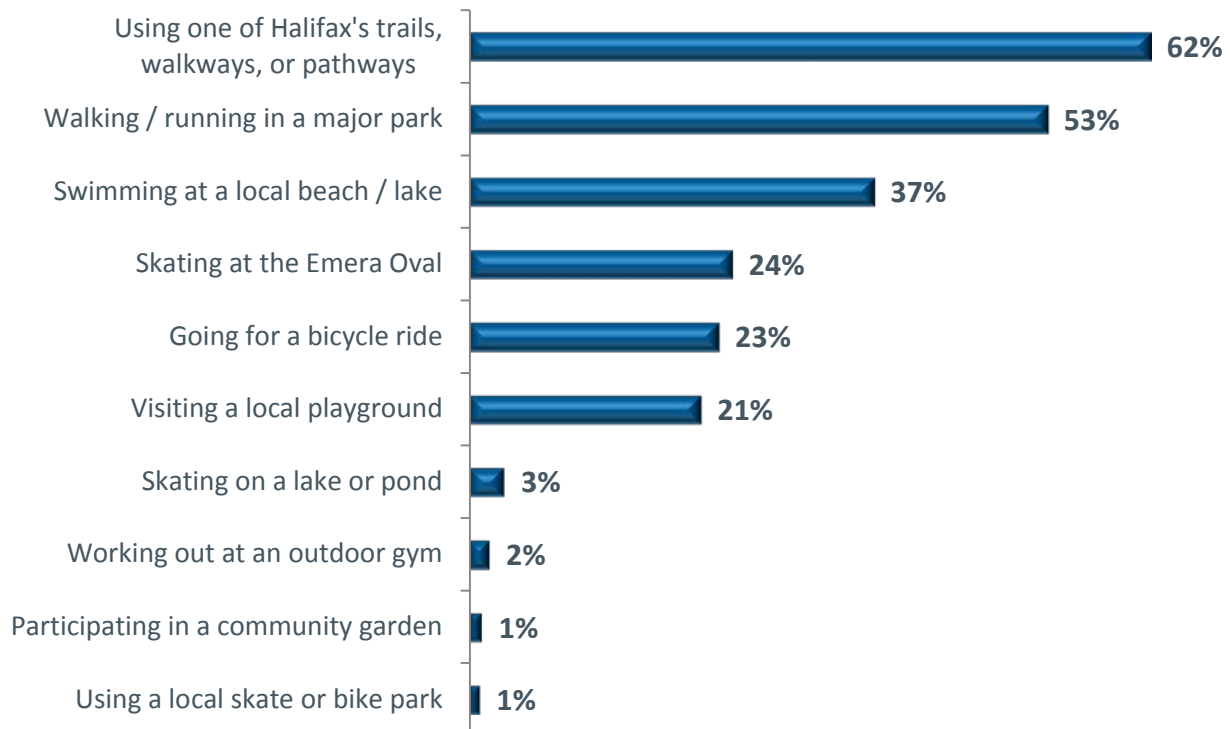 Using one of Halifax's trails,
walkways, or pathways
62%
Walking / running in a major park
53%
Swimming at a local beach / lake
37%
Skating at the Emera Oval
24%
Going for a bicycle ride
23%
Visiting a local playground
21%
Skating on a lake or pond
3%
Working out at an outdoor gym
2%
Participating in a community garden
1%
Using a local skate or bike park
1%